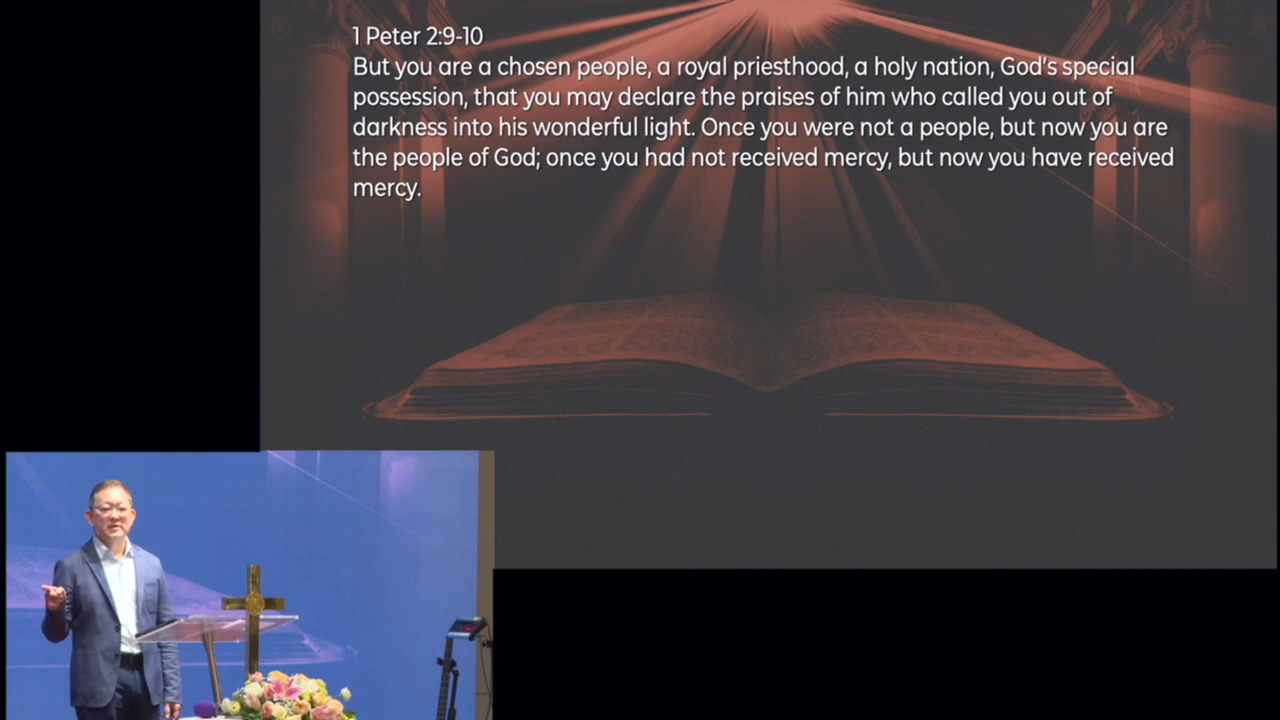 1 Peter 2:9-10
But you are a chosen people, a royal priesthood, a holy nation, God's special
possession, that you may declare the praises of him who called you out of
darkness into his wonderful light. Once you were not a people, but now you are
the people of God; once you had not received mercy, but now you have received
mercy.